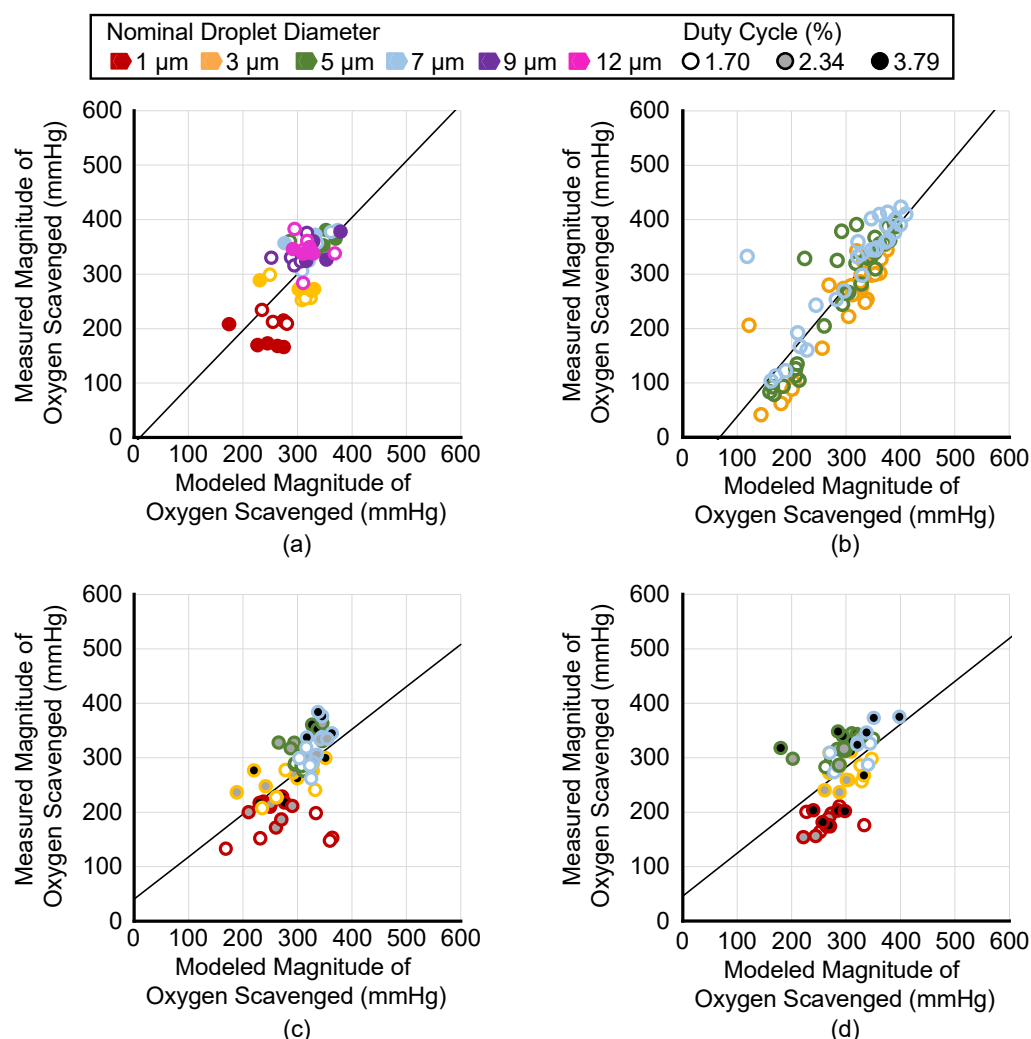 Nominal Droplet Diameter Duty Cycle (%)
1 µm 3 µm 5 µm 7 µm 9 µm 12 µm 1.70 2.34 3.79
600
500
400
300
200
100
0
0 100 200 300 400 500 600
Measured Magnitude of
Oxygen Scavenged (mmHg)
Modeled Magnitude of
Oxygen Scavenged (mmHg)
(a)
600
500
400
300
200
100
0
0 100 200 300 400 500 600
Measured Magnitude of
Oxygen Scavenged (mmHg)
Modeled Magnitude of
Oxygen Scavenged (mmHg)
(b)
600
500
400
300
200
100
0
0 100 200 300 400 500 600
Measured Magnitude of
Oxygen Scavenged (mmHg)
Modeled Magnitude of
Oxygen Scavenged (mmHg)
(c)
600
500
400
300
200
100
0
0 100 200 300 400 500 600
Measured Magnitude of
Oxygen Scavenged (mmHg)
Modeled Magnitude of
Oxygen Scavenged (mmHg)
(d)